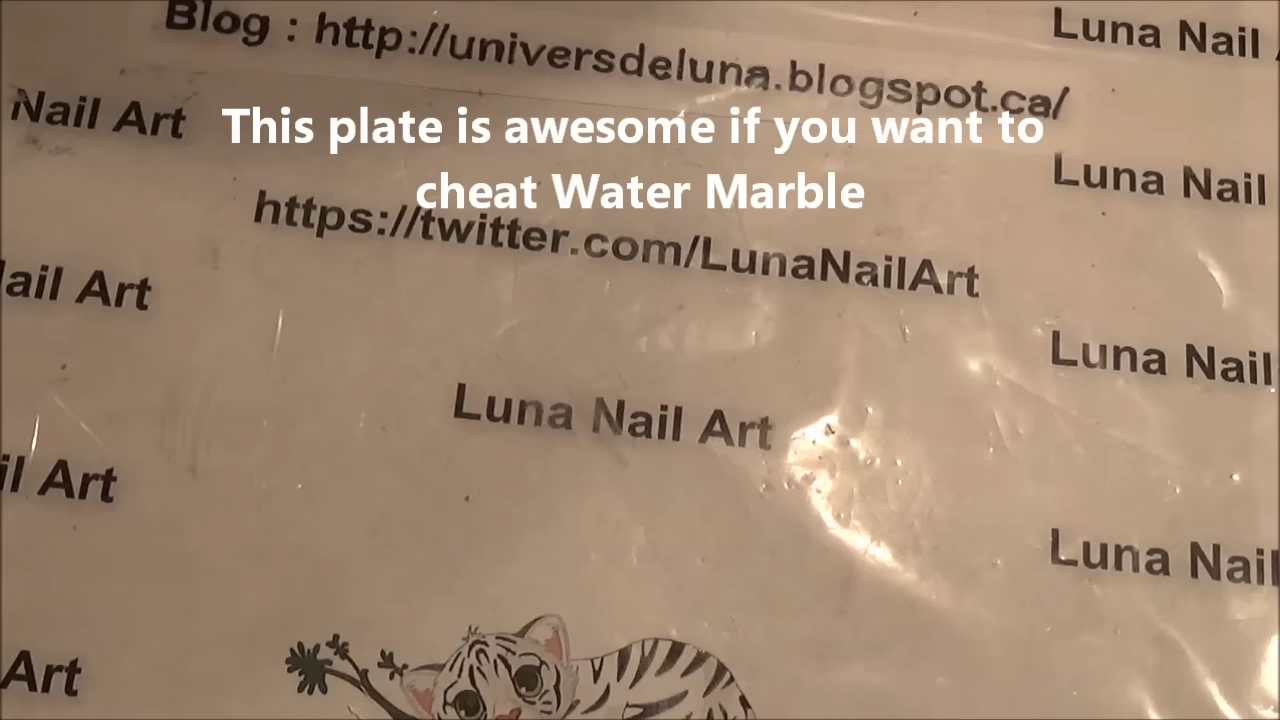 Blog : http://universdeluna.blogspot.ca/
Luna Nail
Nail Art
This plate is awesome if you want to
cheat Water Marble
Luna Nail
https://twitter.com/LunaNailArt
ail Art
Luna Nail
Luna Nail Art
il Art
Luna Nail
Art